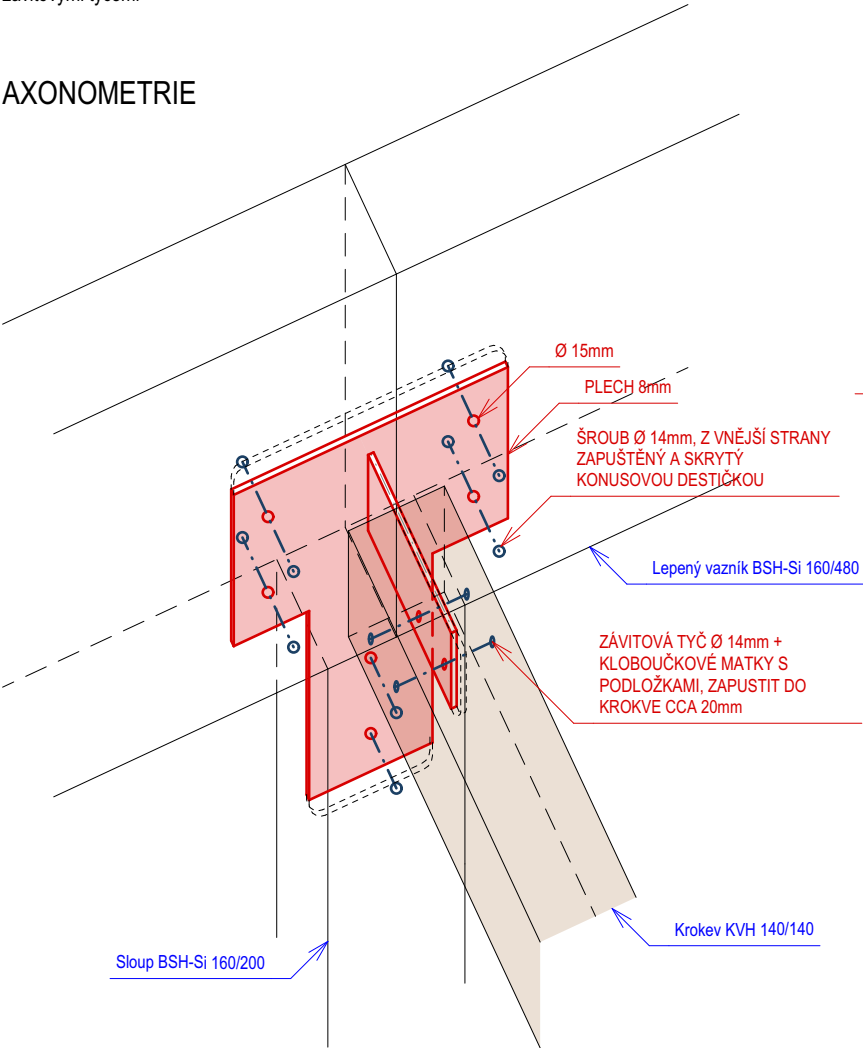 AXONOMETRIE
Ø 15mm
PLECH 8mm
ŠROUB Ø 14mm, Z VNĚJŠÍ STRANY
ZAPUŠTĚNÝ A SKRYTÝ
KONUSOVOU DESTIČKOU
Lepený vazník BSH-Si 160/480
ZÁVITOVÁ TYČ Ø 14mm +
KLOBOUČKOVÉ MATKY S
PODLOŽKAMI, ZAPUSTIT DO
KROKVE CCA 20mm
Krokev KVH 140/140
Sloup BSH-Si 160/200